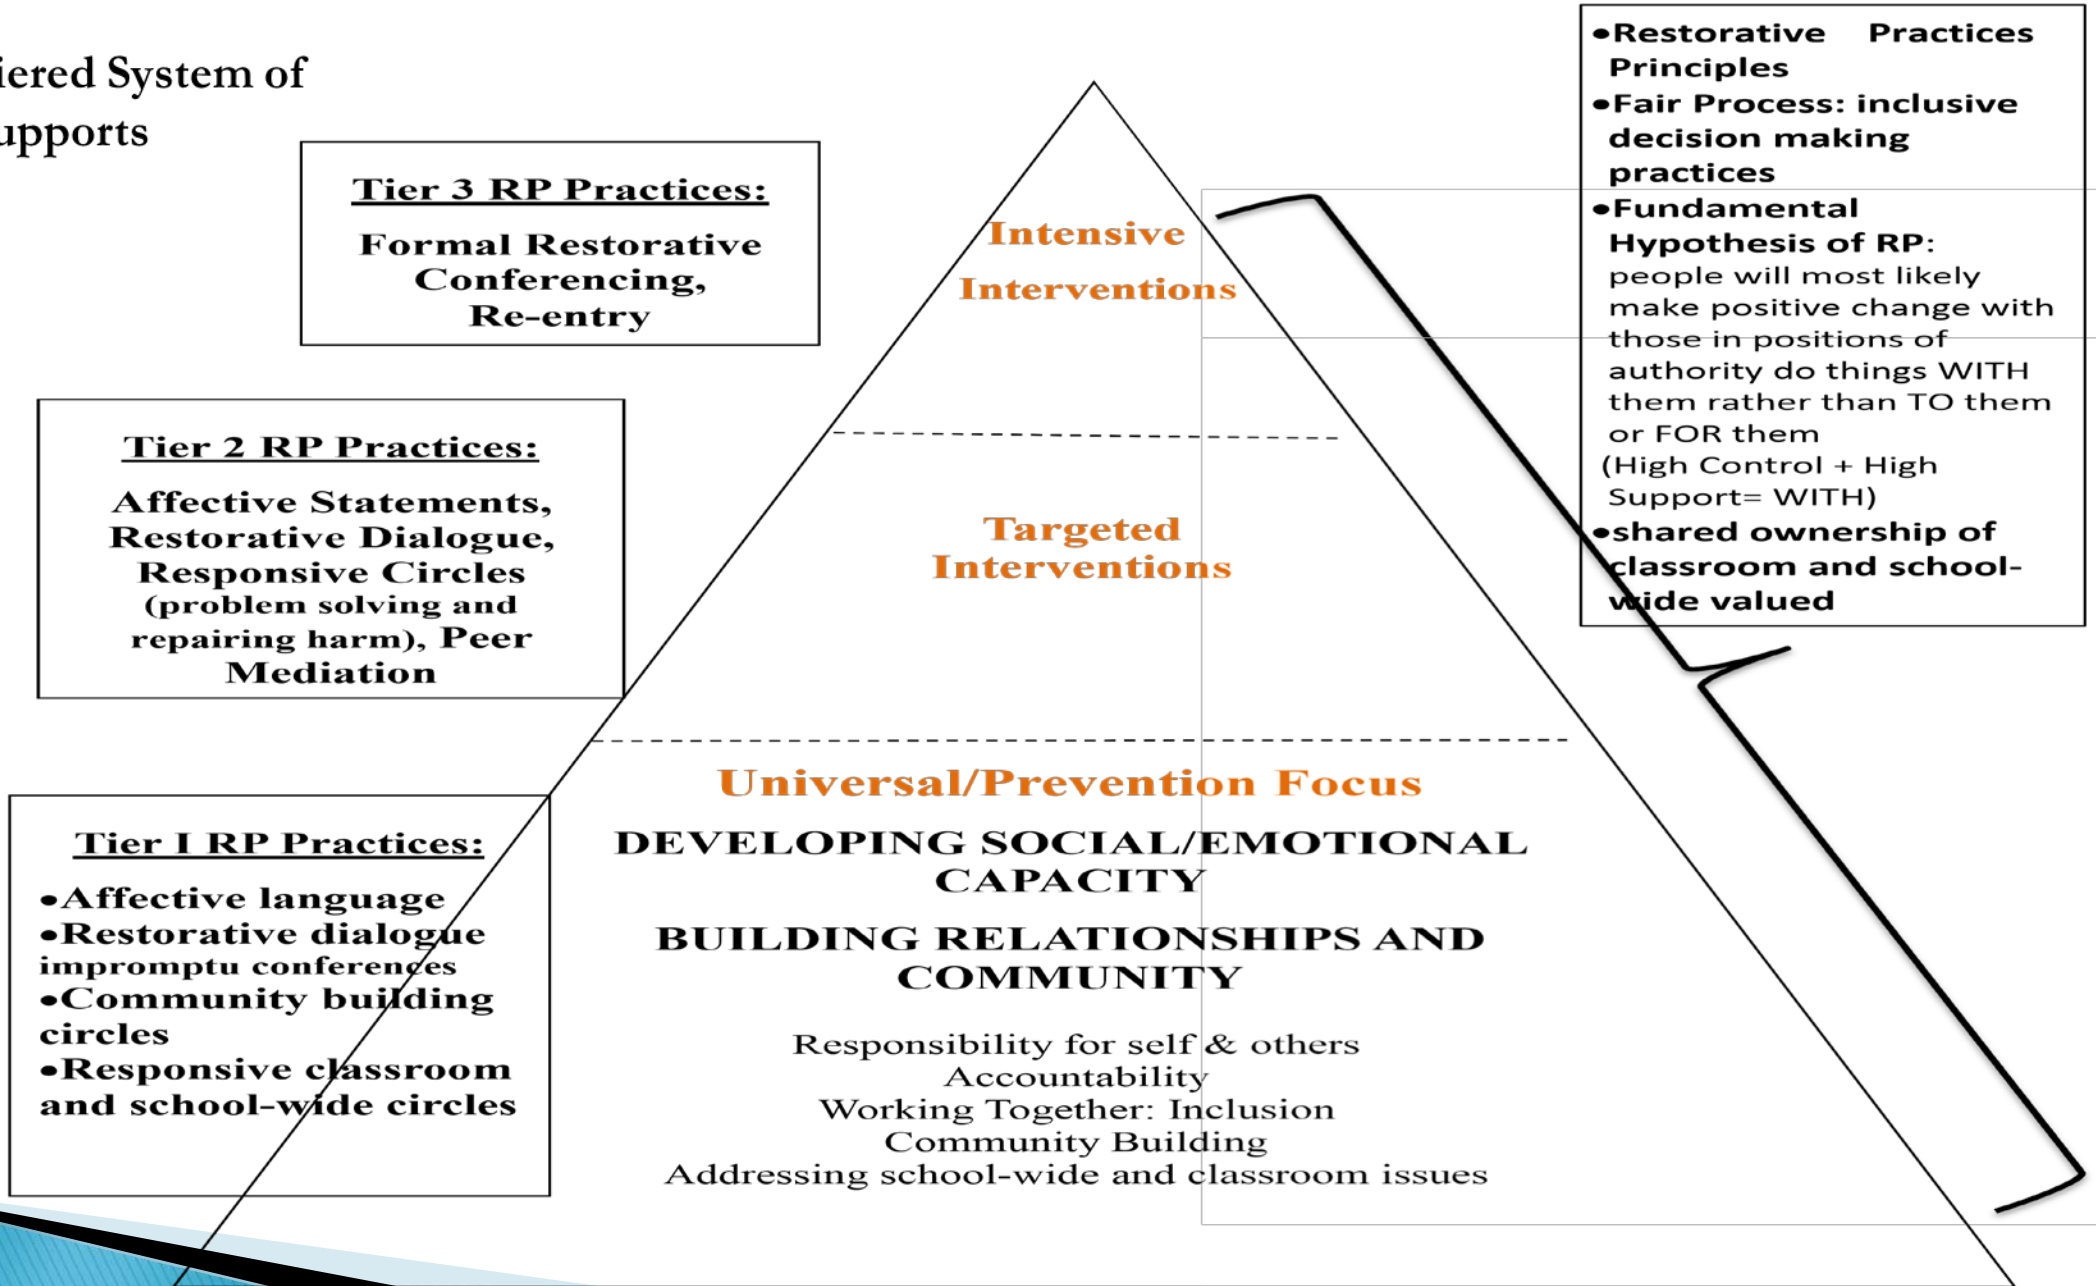 iered System of
upports
Tier 3 RP Practices:
Formal Restorative
Conferencing,
Re-entry
Tier 2 RP Practices:
Affective Statements,
Restorative Dialogue,
Responsive Circles
(problem solving and
repairing harm), Peer
Mediation
Tier I RP Practices:
•Affective language
•Restorative dialogue
impromptu conferences
•Community building
circles
•Responsive classroom
and school-wide circles
Intensive
Interventions
Targeted
Interventions
Universal/Prevention Focus
DEVELOPING SOCIAL/EMOTIONAL
CAPACITY
BUILDING RELATIONSHIPS AND
COMMUNITY
Responsibility for self & others
Accountability
Working Together: Inclusion
Community Building
Addressing school-wide and classroom issues
•Restorative Practices
Principles
•Fair Process: inclusive
decision making
practices
•Fundamental
Hypothesis of RP:
people will most likely
make positive change with
those in positions of
authority do things WITH
them rather than TO them
or FOR them
(High Control + High
Support= WITH)
•shared ownership of
classroom and school-
wide valued